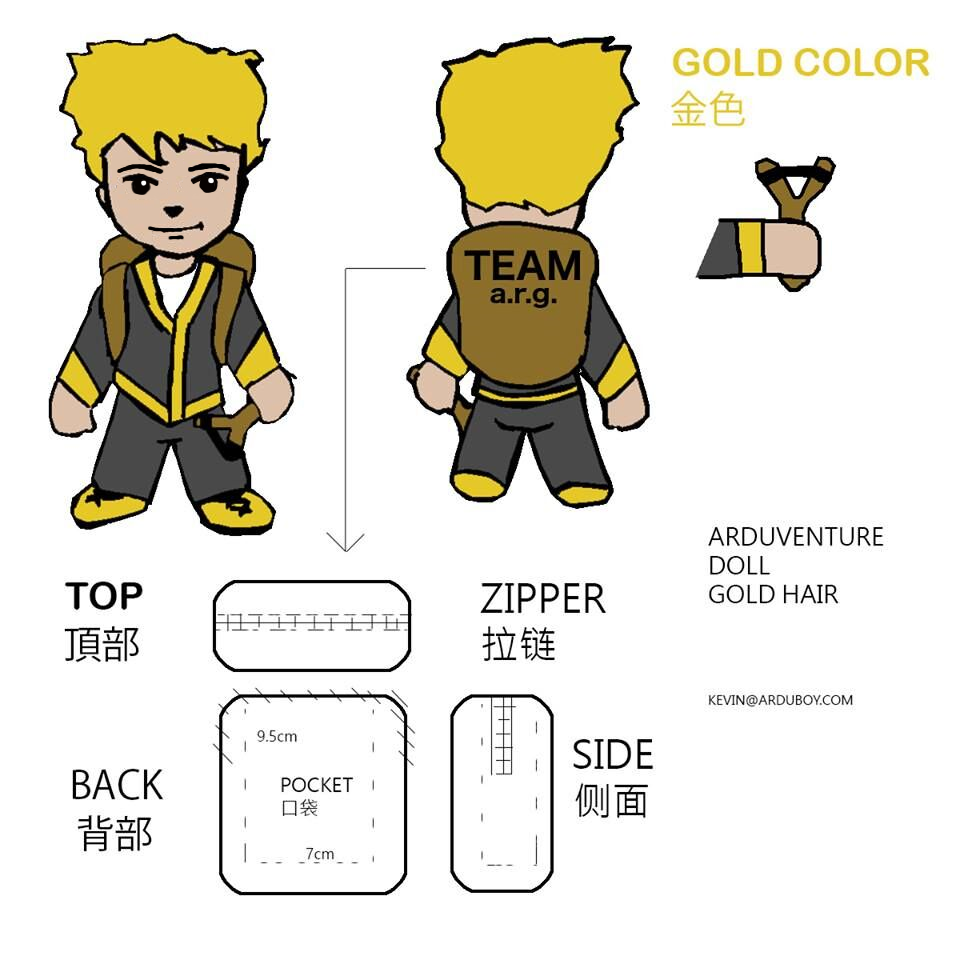 GOLD COLOR
金色
TEAM
a.r.g.
ARDUVENTURE
DOLL
GOLD HAIR
TOP
頂部
ZIPPER
拉链
KEVIN@ARDUBOY.COM
9.5cm
POCKET
口袋
7cm
BACK
背部
SIDE
侧面